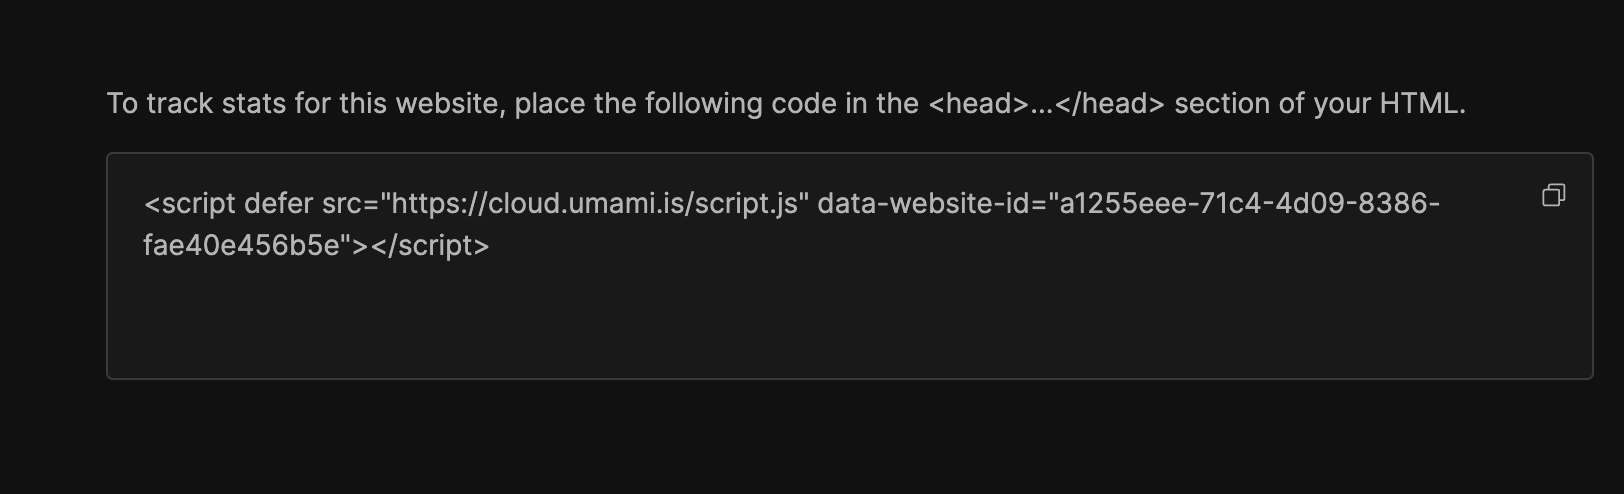 To track stats for this website, place the following code in the <head>...</head> section of your HTML.
<script defer src="https://cloud.umami.is/script.js" data-website-id="a1255eee-71c4-4d09-8386-
fae40e456b5e"></script>